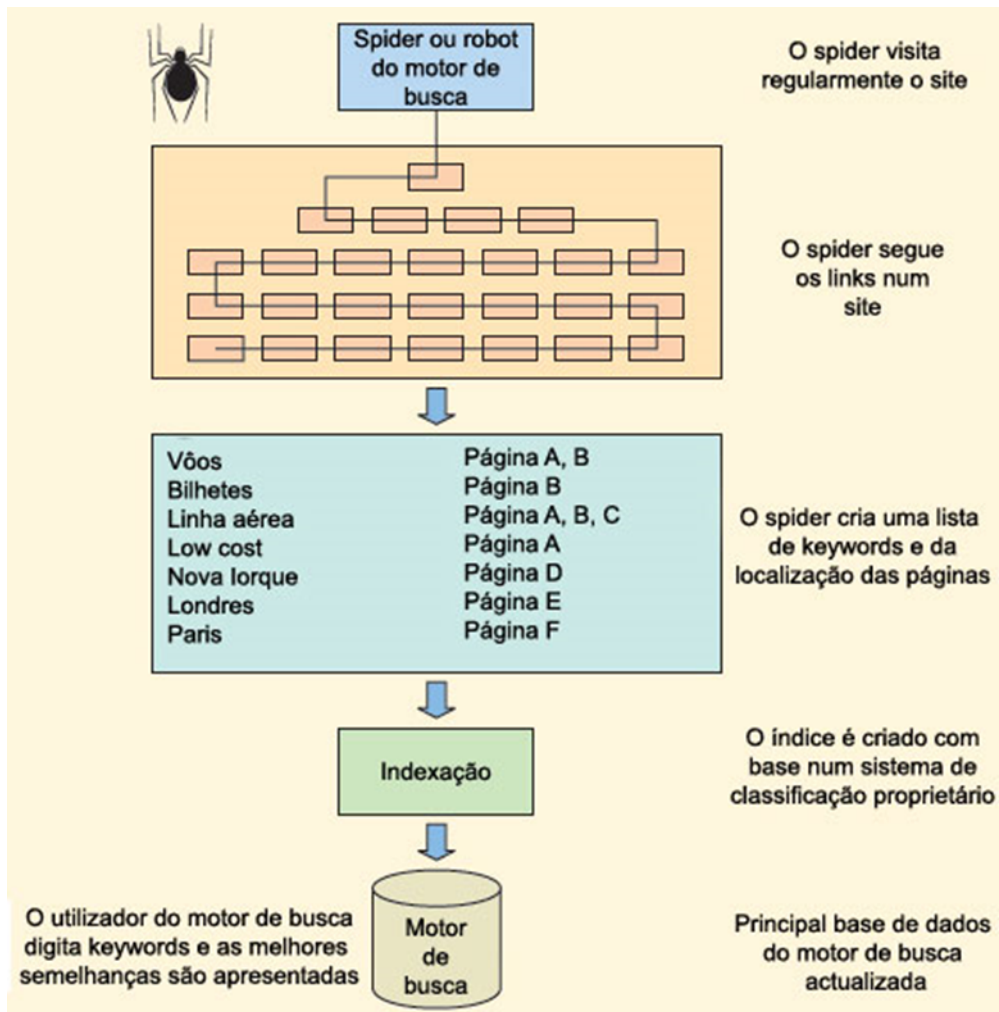 Spider ou robot
do motor de
busca
O spider visita
regularmente o site
O spider segue
os links num
site
Vôos Página A, B
Bilhetes Página B
Linha aérea Página A, B, C
Low cost Página A
Nova Iorque Página D
Londres Página E
Paris Página F
O spider cria uma lista
de keywords e da
localização das páginas
Indexação
O índice é criado com
base num sistema de
classificação proprietário
O utilizador do motor de busca
digita keywords e as melhores
semelhanças são apresentadas
Motor
de
busca
Principal base de dados
do motor de busca
actualizada